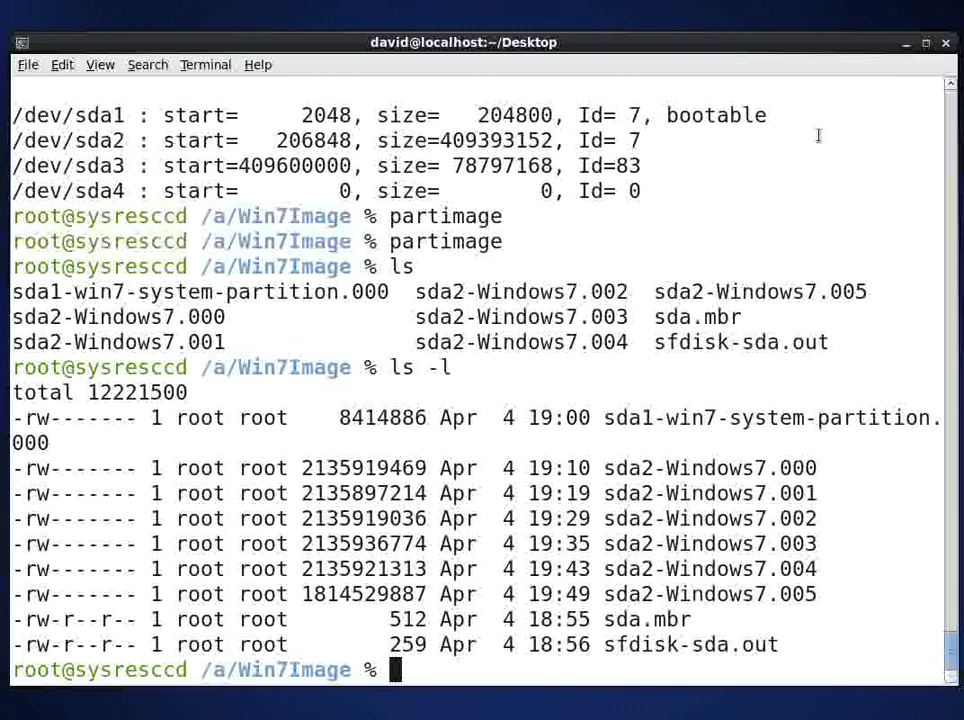 david@localhost:~/Desktop
File Edit View Search Terminal Help
/dev/sda1 : start=     2048, size=   204800, Id= 7, bootable
/dev/sda2 : start=   206848, size=409393152, Id= 7
/dev/sda3 : start=409600000, size= 78797168, Id=83
/dev/sda4 : start=        0, size=        0, Id= 0
root@sysresccd /a/Win7Image % partimage
root@sysresccd /a/Win7Image % partimage
root@sysresccd /a/Win7Image % ls
sda1-win7-system-partition.000  sda2-Windows7.002  sda2-Windows7.005
sda2-Windows7.000               sda2-Windows7.003  sda.mbr
sda2-Windows7.001               sda2-Windows7.004  sfdisk-sda.out
root@sysresccd /a/Win7Image % ls -l
total 12221500
-rw------- 1 root root    8414886 Apr  4 19:00 sda1-win7-system-partition.
000
-rw------- 1 root root 2135919469 Apr  4 19:10 sda2-Windows7.000
-rw------- 1 root root 2135897214 Apr  4 19:19 sda2-Windows7.001
-rw------- 1 root root 2135919036 Apr  4 19:29 sda2-Windows7.002
-rw------- 1 root root 2135936774 Apr  4 19:35 sda2-Windows7.003
-rw------- 1 root root 2135921313 Apr  4 19:43 sda2-Windows7.004
-rw------- 1 root root 1814529887 Apr  4 19:49 sda2-Windows7.005
-rw-r--r-- 1 root root        512 Apr  4 18:55 sda.mbr
-rw-r--r-- 1 root root        259 Apr  4 18:56 sfdisk-sda.out
root@sysresccd /a/Win7Image %